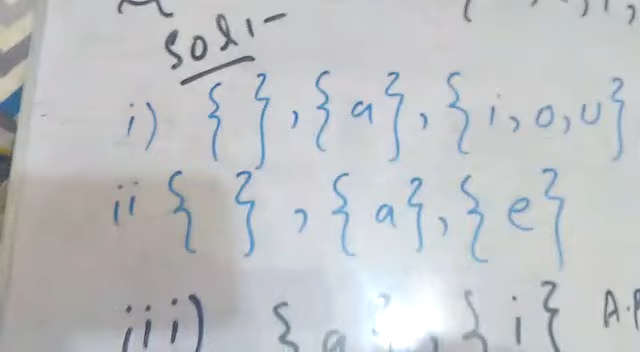 Sol:-
i) { }, {a}, {i, o, u}
ii { }, {a}, {e}
iii) {a}, {i}